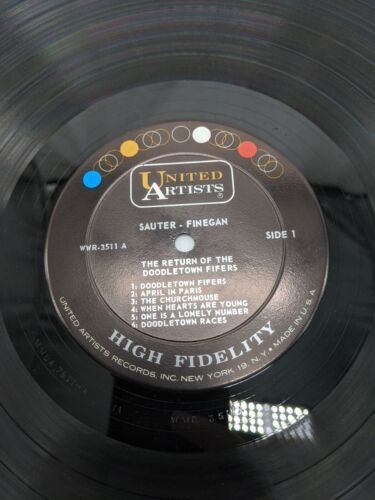 UNITED
ARTISTS
®
SAUTER - FINEGAN
WWR-3511 A
SIDE 1
THE RETURN OF THE
DOODLETOWN FIFERS
1: DOODLETOWN FIFERS
2: APRIL IN PARIS
3: THE CHURCHMOUSE
4: WHEN HEARTS ARE YOUNG
5: ONE IS A LONELY NUMBER
6: DOODLETOWN RACES
HIGH FIDELITY
UNITED ARTISTS RECORDS, INC. NEW YORK 19, N. Y. • MADE IN U.S.A.